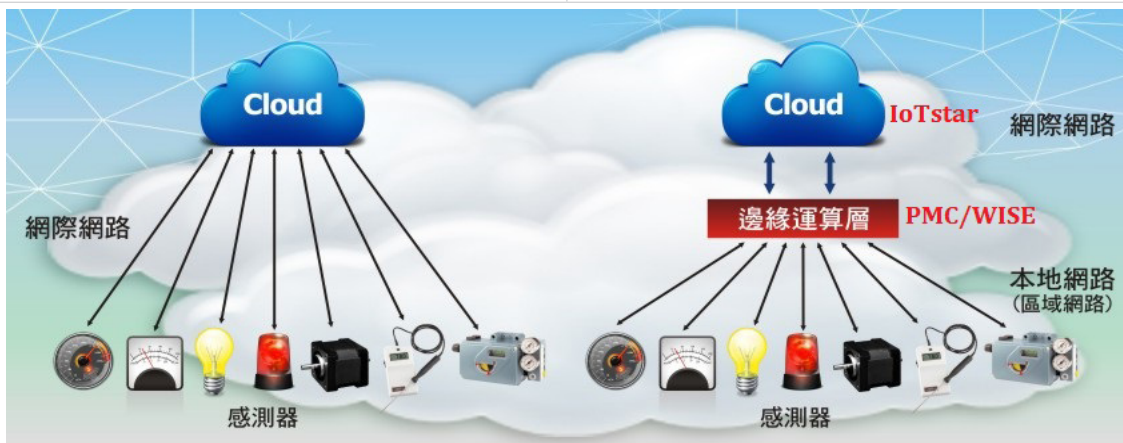 Cloud
網際網路
感測器
Cloud
IoTstar
網際網路
邊緣運算層
PMC/WISE
本地網路
(區域網路)
感測器